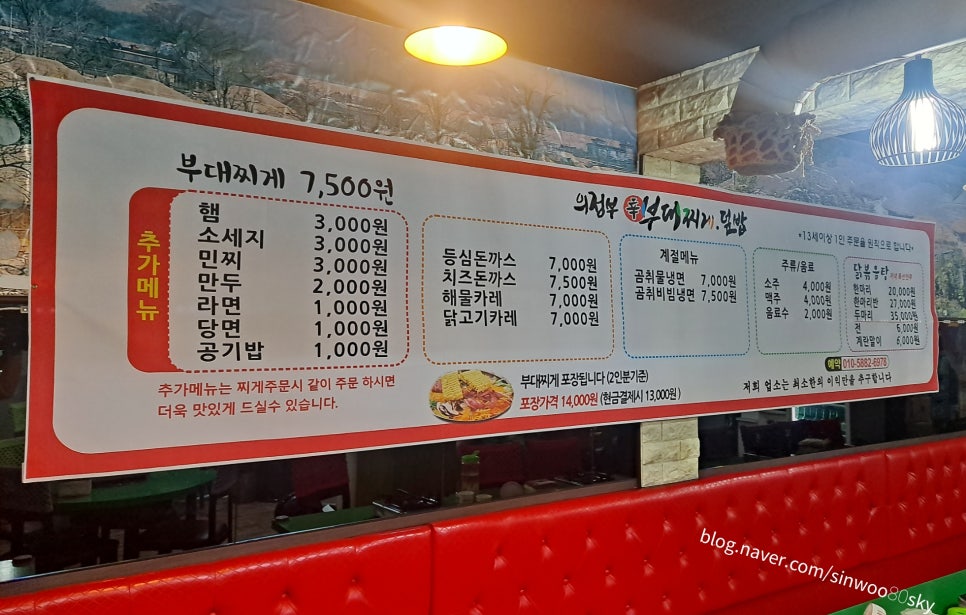 부대찌게 7,500원
추가메뉴
햄 3,000원
소세지 3,000원
민찌 3,000원
만두 2,000원
라면 1,000원
당면 1,000원
공기밥 1,000원
추가메뉴는 찌게주문시 같이 주문 하시면
더욱 맛있게 드실수 있습니다.
의정부 부대찌게.덮밥
*13세이상 1인 주문을 원칙으로 합니다*
등심돈까스 7,000원
치즈돈까스 7,500원
해물카레 7,000원
닭고기카레 7,000원
계절메뉴
곰취물냉면 7,000원
곰취비빔냉면 7,500원
주류/음료
소주 4,000원
맥주 4,000원
음료수 2,000원
닭볶음탕
한마리 20,000원
한마리반 27,000원
두마리 35,000원
전 6,000원
계란말이 6,000원
부대찌게 포장됩니다 (2인분기준)
포장가격 14,000원 (현금결제시 13,000원)
예약 010-5882-6978
저희 업소는 최소한의 이익만을 추구합니다
blog.naver.com/sinwoo80sky